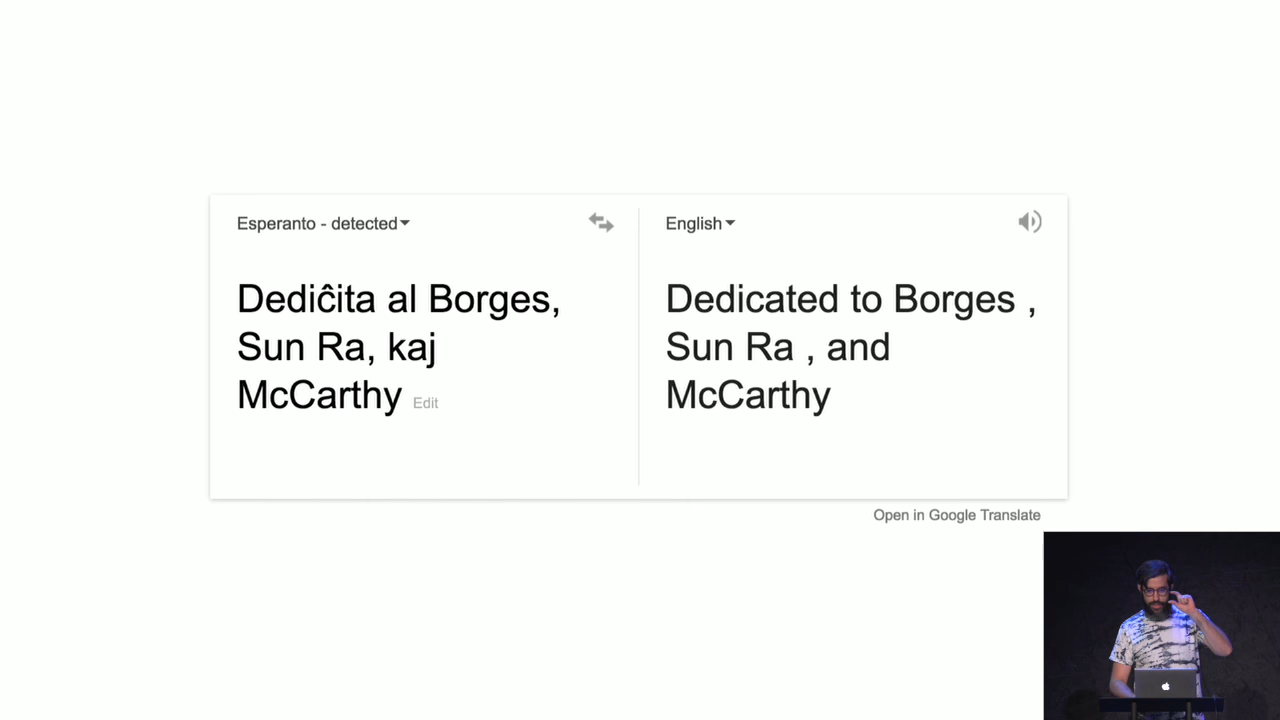 Esperanto - detected
Dediĉita al Borges,
Sun Ra, kaj
McCarthy Edit
English
Dedicated to Borges ,
Sun Ra , and
McCarthy
Open in Google Translate